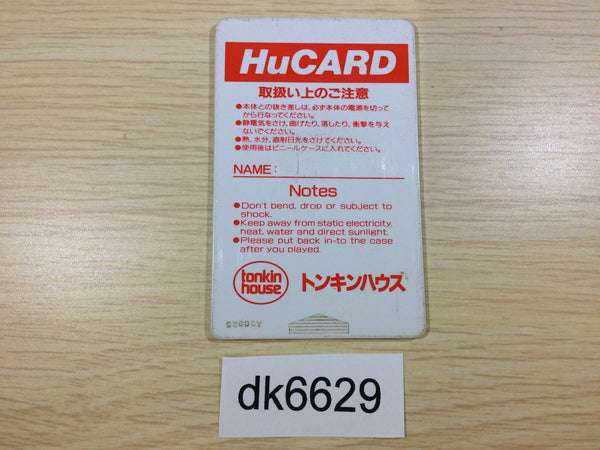 HuCARD
取扱い上のご注意
●本体との抜き差しは、必ず本体の電源を切って
から行なってください。
●静電気をさけ、曲げたり、落したり、衝撃を与え
ないでください。
●熱、水分、直射日光をさけてください。
●使用後はビニールケースに入れてください。
NAME:
Notes
●Don't bend, drop or subject to
shock.
●Keep away from static electricity,
heat, water and direct sunlight.
●Please put back in-to the case
after you played.
tonkin
house
トンキンハウス
dk6629